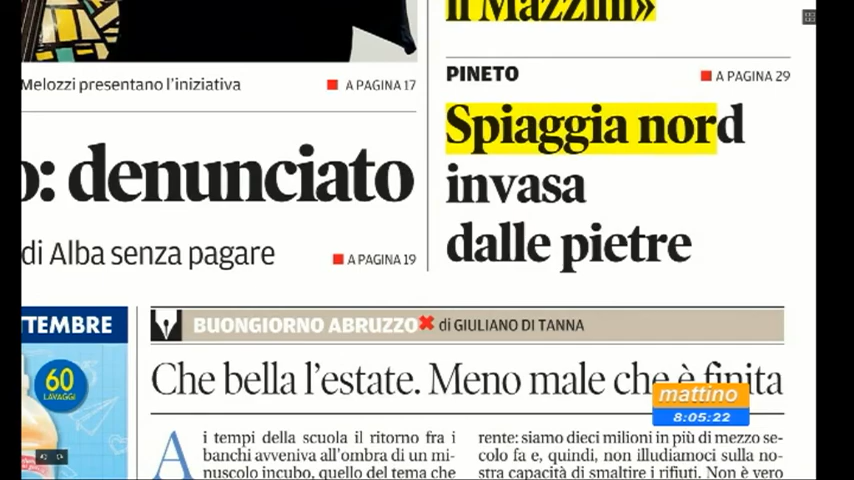 il Mazzini»
Melozzi presentano l'iniziativa
A PAGINA 17
PINETO
A PAGINA 29
Spiaggia nord
invasa
dalle pietre
o: denunciato
di Alba senza pagare
A PAGINA 19
TTEMBRE
60
LAVAGGI
BUONGIORNO ABRUZZO
di GIULIANO DI TANNA
Che bella l'estate. Meno male che è finita
mattino
8:05:22
Ai tempi della scuola il ritorno fra i
banchi avveniva all'ombra di un mi-
nuscolo incubo, quello del tema che
rente: siamo dieci milioni in più di mezzo se-
colo fa e, quindi, non illudiamoci sulla no-
stra capacità di smaltire i rifiuti. Non è vero